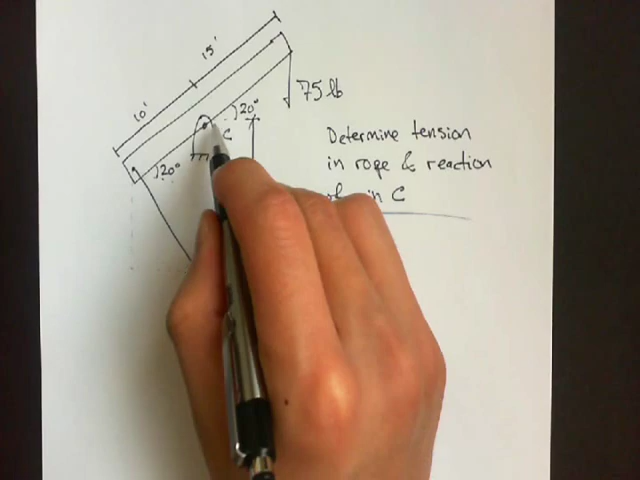 15'
10'
75 lb
20°
C
20°
Determine tension
in rope & reaction
in C